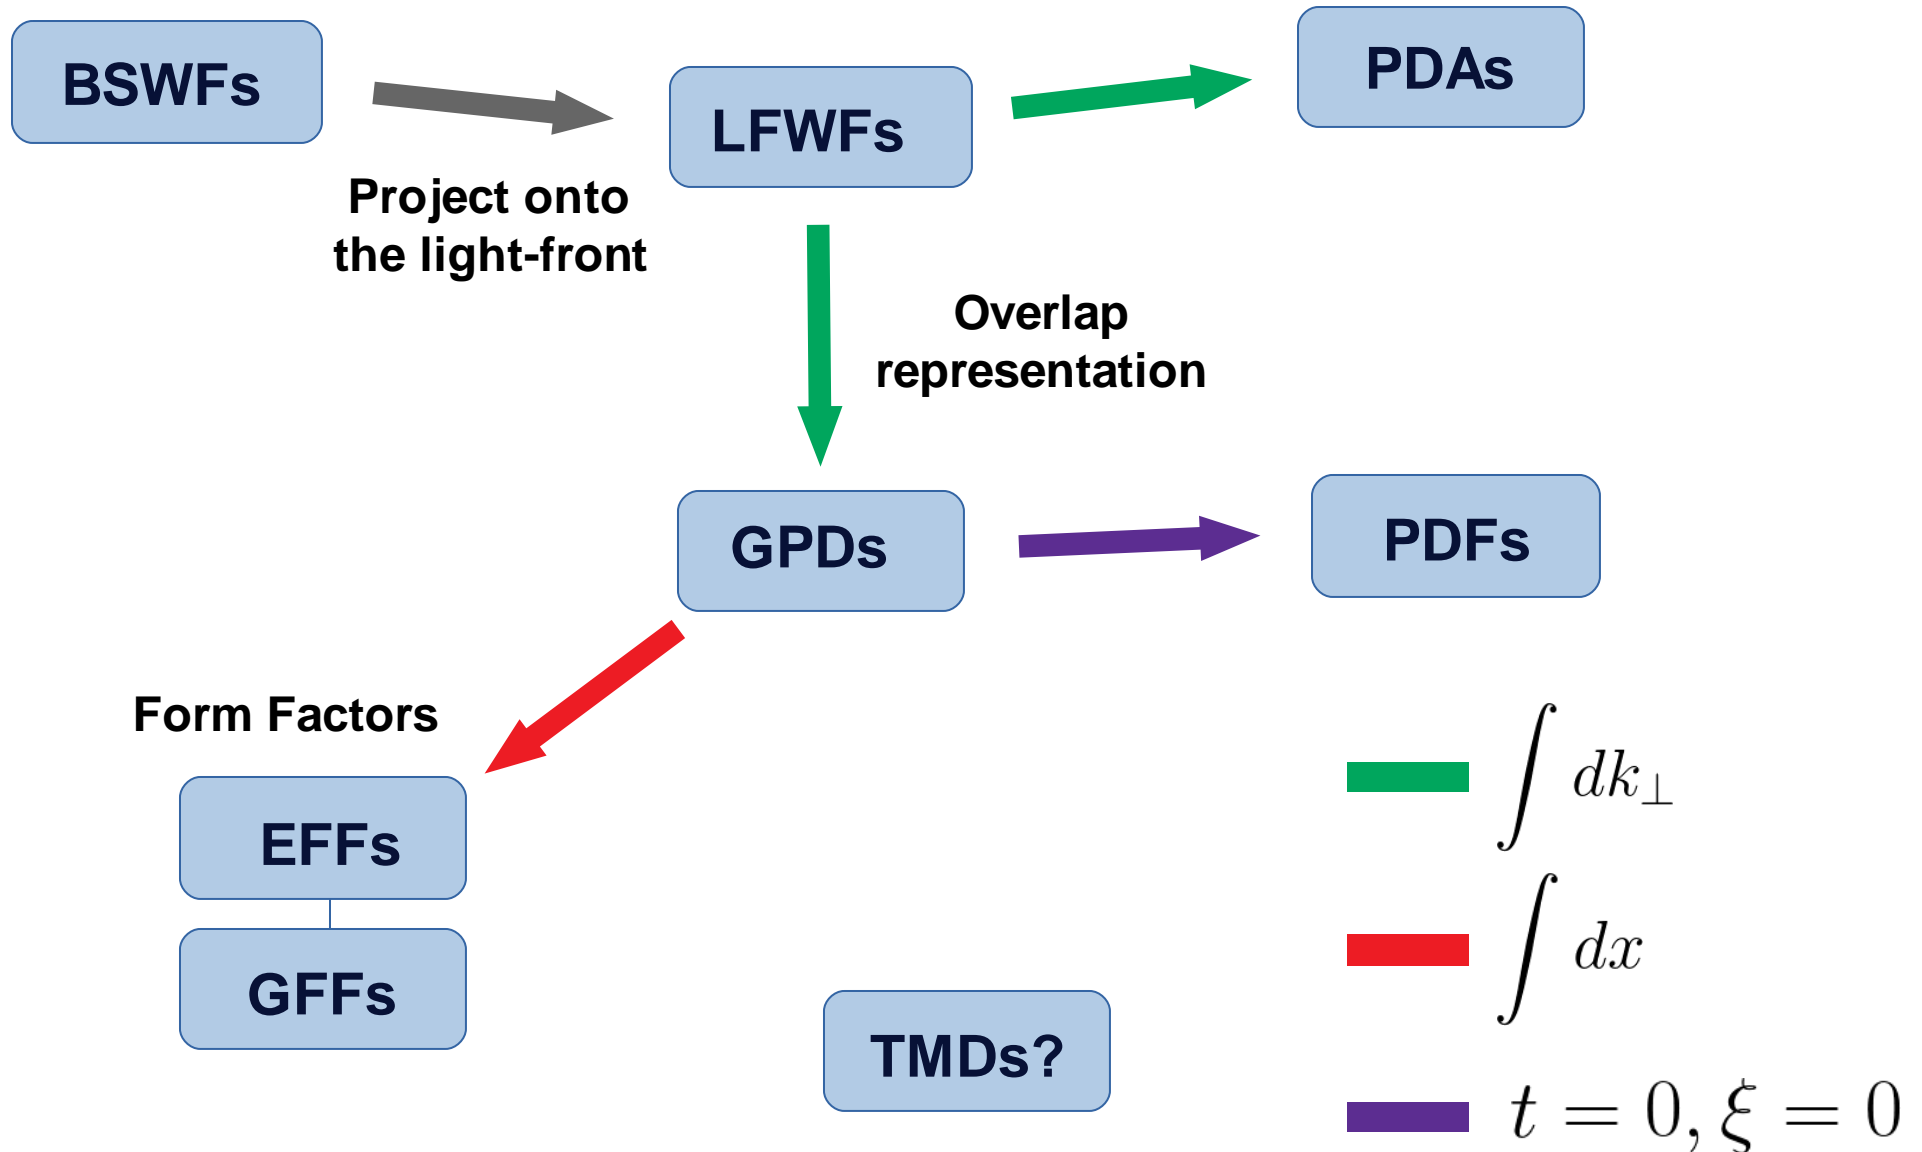 BSWFs
LFWFs
PDAs
Project onto
the light-front
Overlap
representation
GPDs
PDFs
Form Factors
EFFs
GFFs
TMDs?
∫ dk⊥
∫ dx
t = 0, ξ = 0